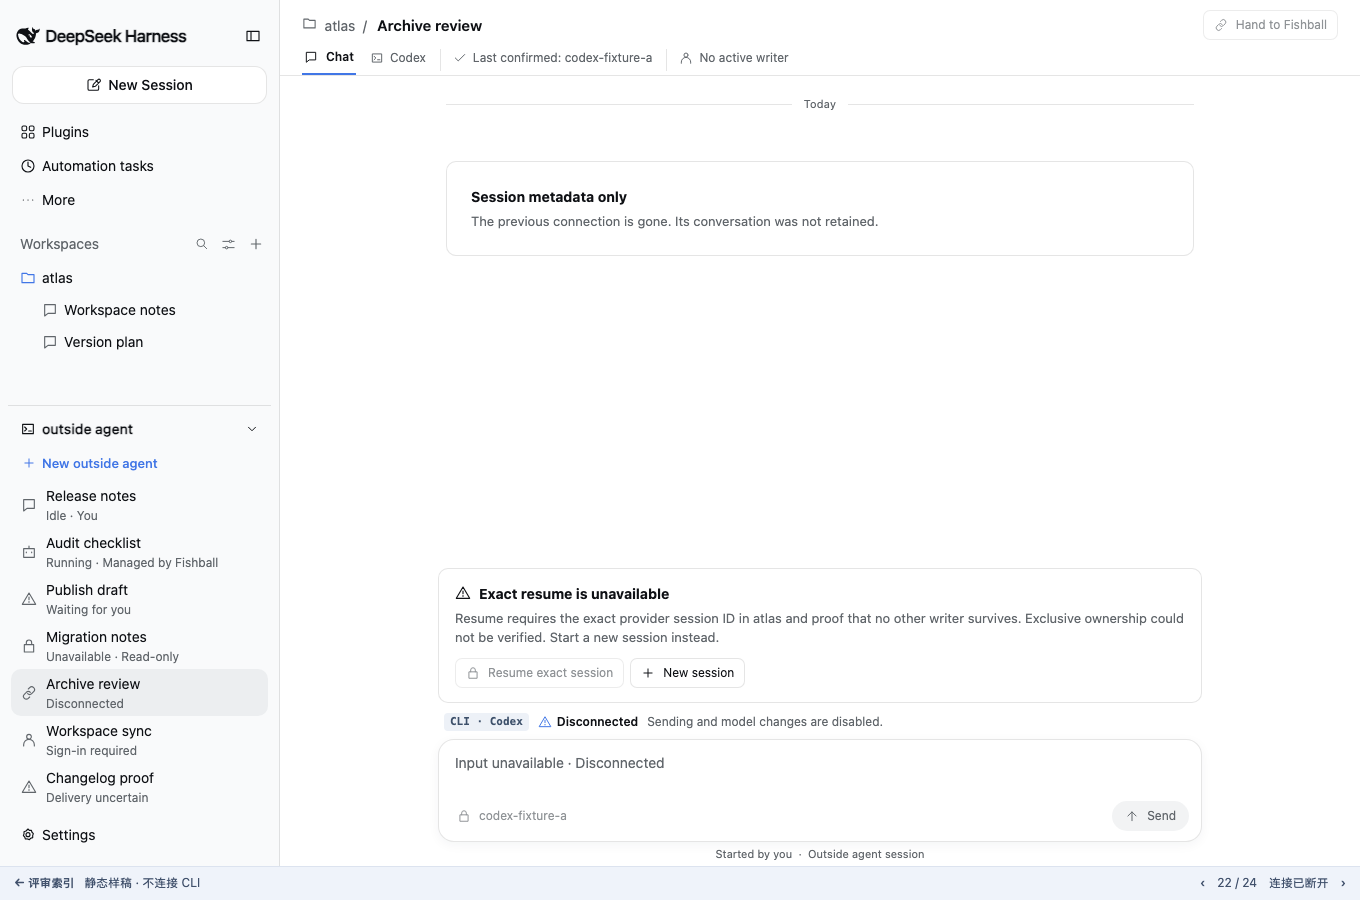 DeepSeek Harness
New Session
Plugins
Automation tasks
More
Workspaces
atlas
Workspace notes
Version plan
outside agent
New outside agent
Release notes
Idle · You
Audit checklist
Running · Managed by Fishball
Publish draft
Waiting for you
Migration notes
Unavailable · Read-only
Archive review
Disconnected
Workspace sync
Sign-in required
Changelog proof
Delivery uncertain
Settings
atlas / Archive review
Hand to Fishball
Chat Codex Last confirmed: codex-fixture-a No active writer
Today
Session metadata only
The previous connection is gone. Its conversation was not retained.
Exact resume is unavailable
Resume requires the exact provider session ID in atlas and proof that no other writer survives. Exclusive ownership could
not be verified. Start a new session instead.
Resume exact session New session
CLI · Codex Disconnected Sending and model changes are disabled.
Input unavailable · Disconnected
codex-fixture-a Send
Started by you · Outside agent session
← 评审索引 静态样稿 · 不连接 CLI ‹ 22 / 24 连接已断开 ›